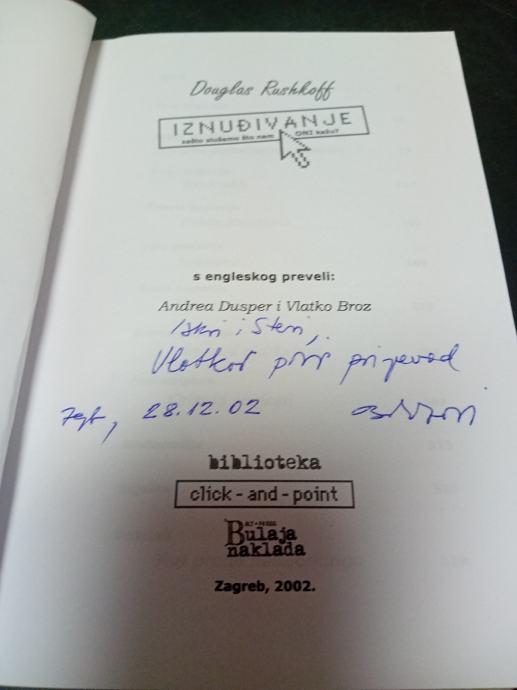 Douglas Rushkoff
IZNUĐIVANJE
zašto slušamo što nam ONI kažu?
s engleskog preveli:
Andrea Dusper i Vlatko Broz
i
Vlatkov prvi prijevod
Zgb, 28.12.02
biblioteka
click-and-point
Bulaja
naklada
Zagreb, 2002.